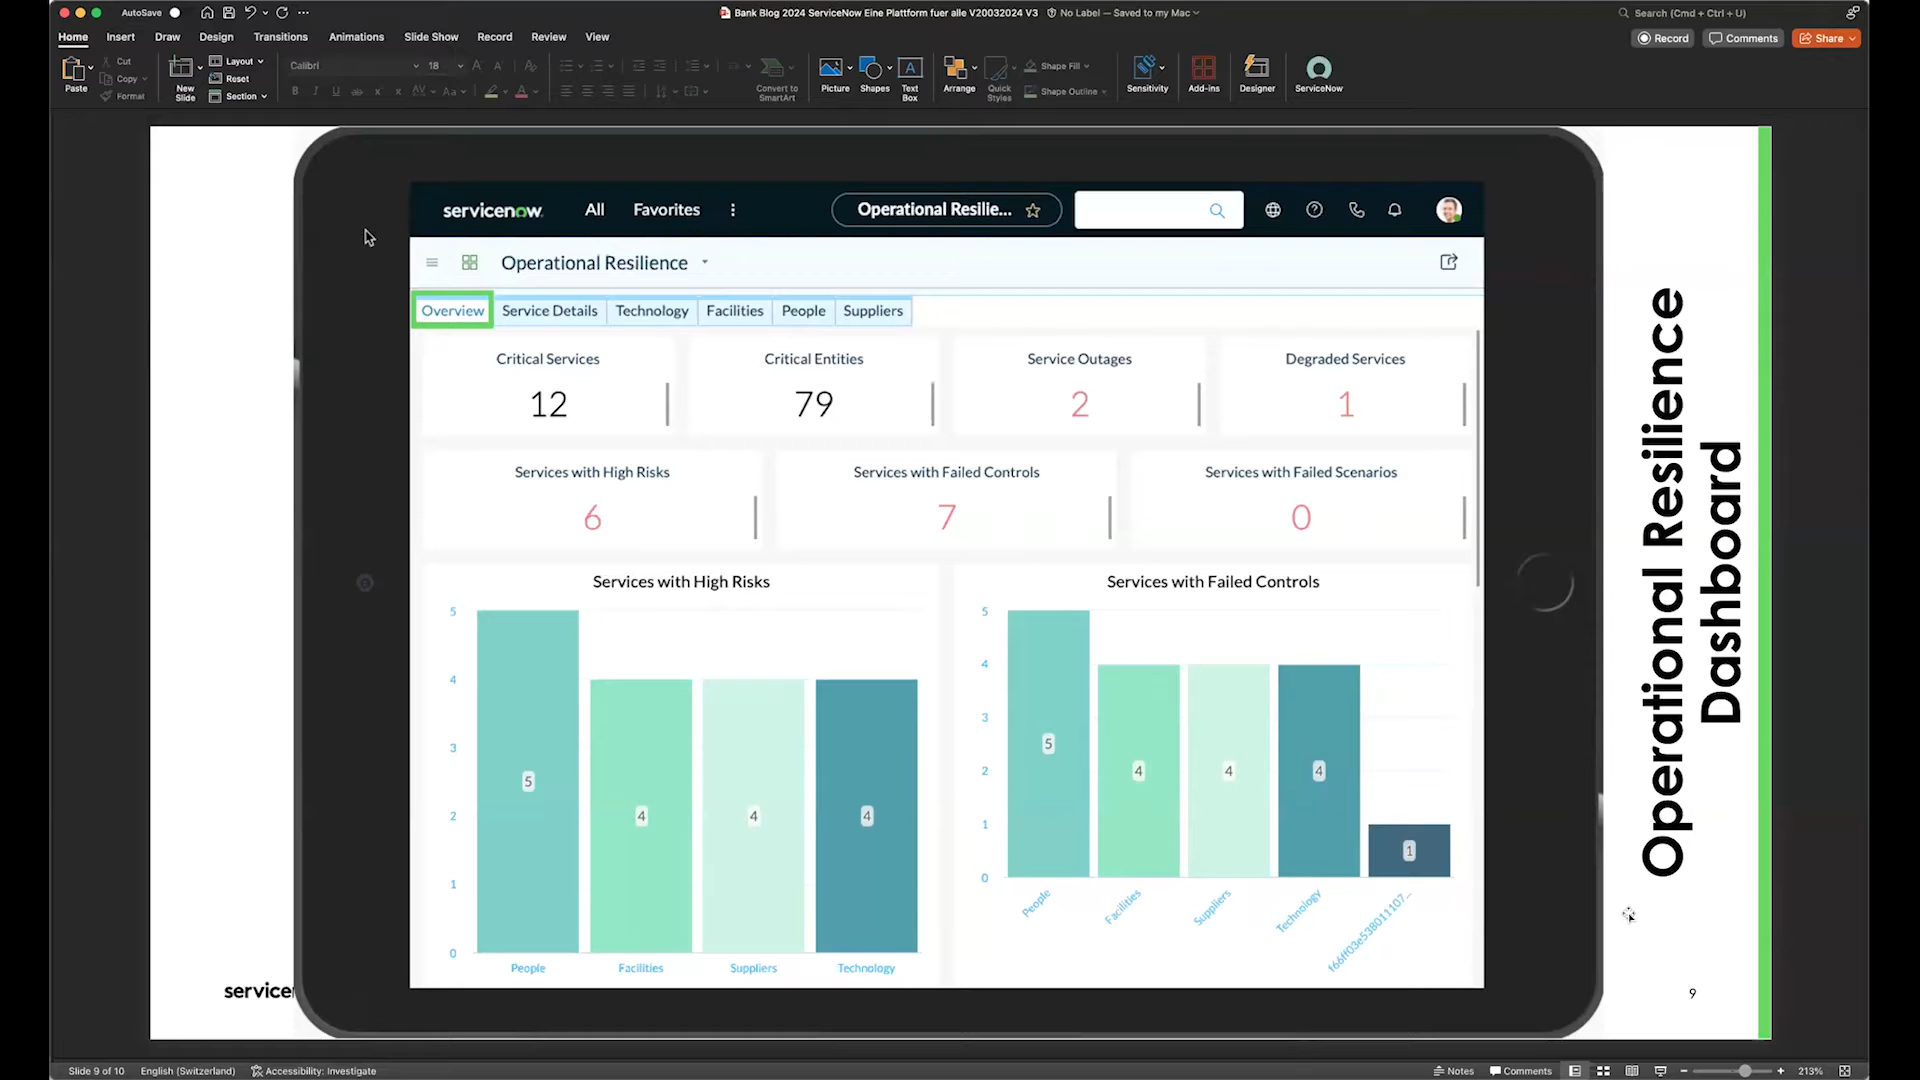 AutoSave
Bank Blog 2024 ServiceNow Eine Plattform fuer alle V20032024 V3
No Label — Saved to my Mac
Search (Cmd + Ctrl + U)
Home Insert Draw Design Transitions Animations Slide Show Record Review View
Record Comments Share
Paste
Cut
Copy
Format
New Slide
Layout
Reset
Section
Calibri 18
Convert to SmartArt
Picture
Shapes
Text Box
Arrange
Quick Styles
Shape Fill
Shape Outline
Sensitivity
Add-ins
Designer
ServiceNow
servicenow All Favorites Operational Resilie...
Operational Resilience
Overview Service Details Technology Facilities People Suppliers
Critical Services Critical Entities Service Outages Degraded Services
12 79 2 1
Services with High Risks Services with Failed Controls Services with Failed Scenarios
6 7 0
Services with High Risks
5
4
3
2
1
0
5 4 4 4
People Facilities Suppliers Technology
Services with Failed Controls
5
4
3
2
1
0
5 4 4 4 1
People Facilities Suppliers Technology f66ff03e538011107...
Operational Resilience
Dashboard
9
Slide 9 of 10 English (Switzerland) Accessibility: Investigate
Notes Comments 213%